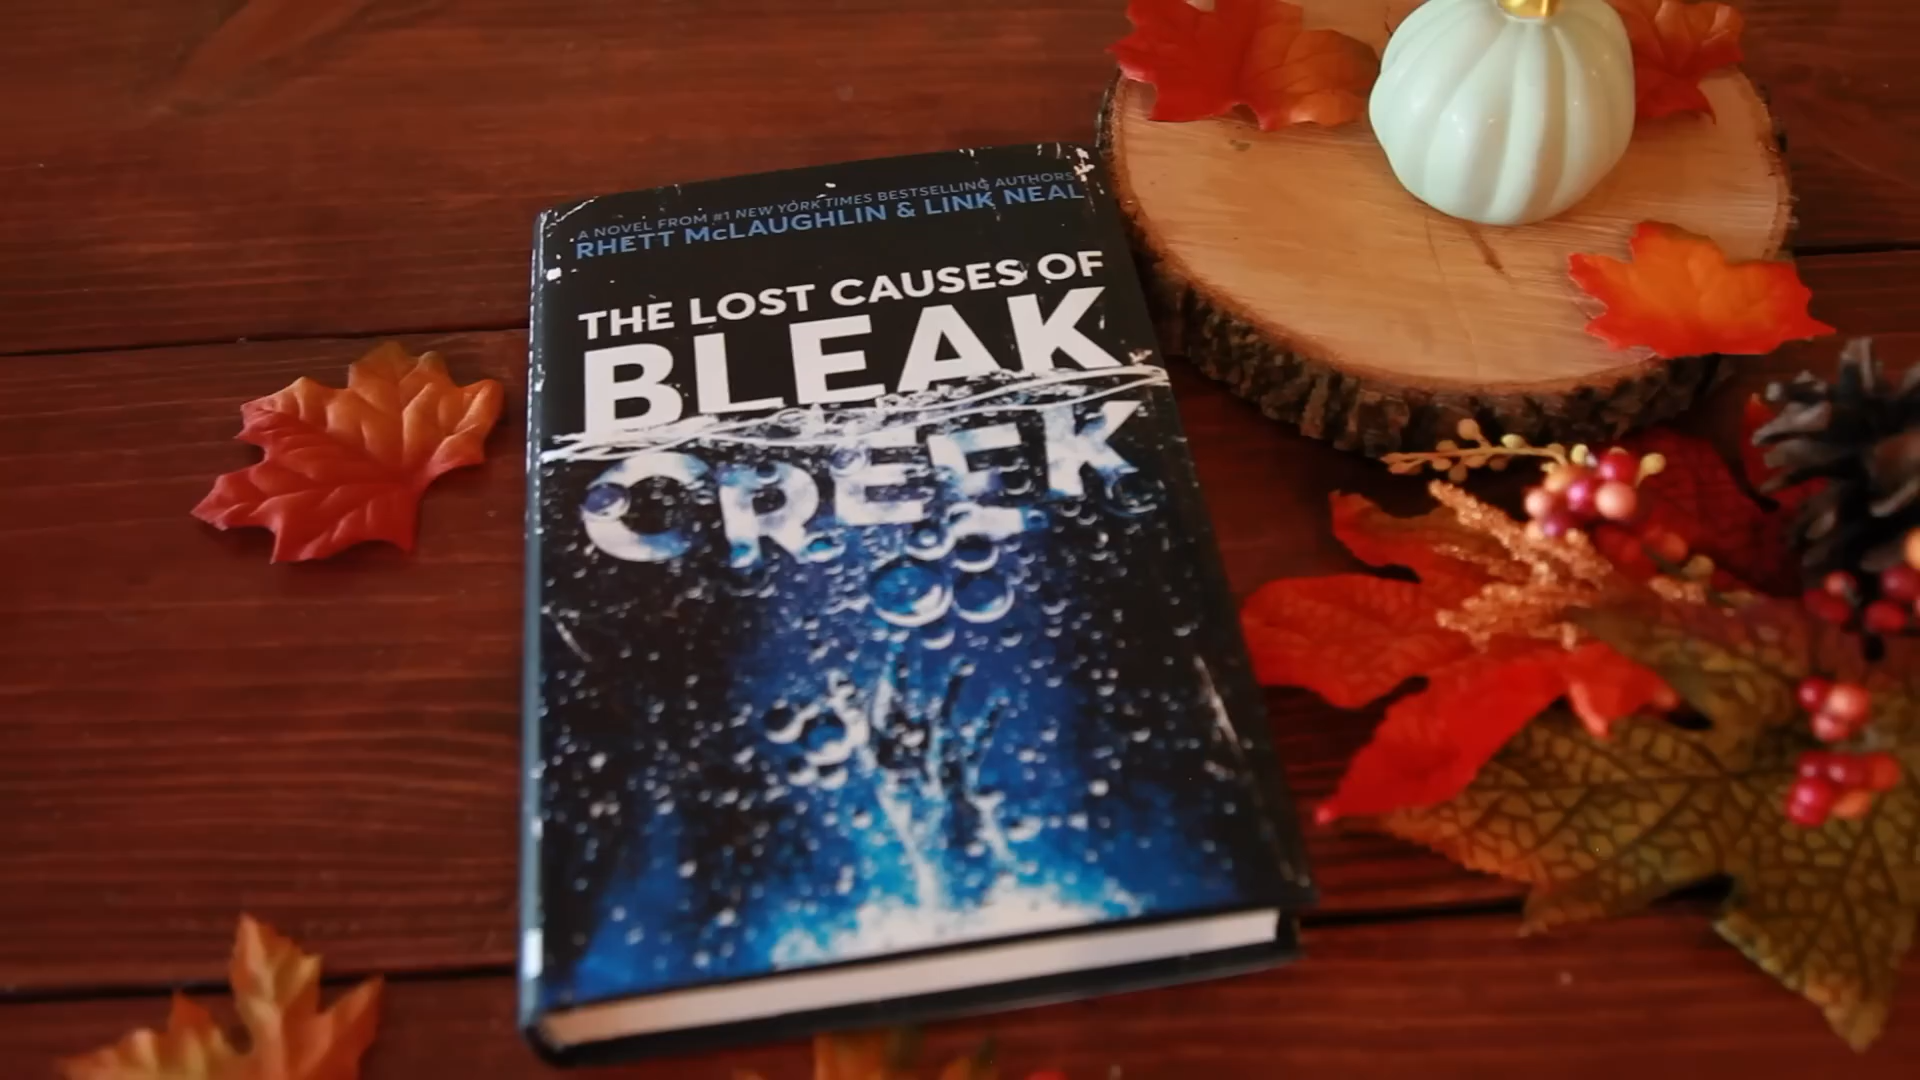 A NOVEL FROM #1 NEW YORK TIMES BESTSELLING AUTHORS
RHETT McLAUGHLIN & LINK NEAL
THE LOST CAUSES OF
BLEAK
CREEK